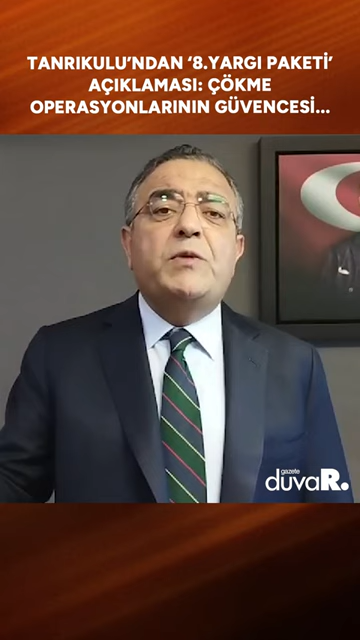 TANRIKULU’NDAN ‘8.YARGI PAKETİ’
AÇIKLAMASI: ÇÖKME
OPERASYONLARININ GÜVENCESİ...
gazete
duvaR.